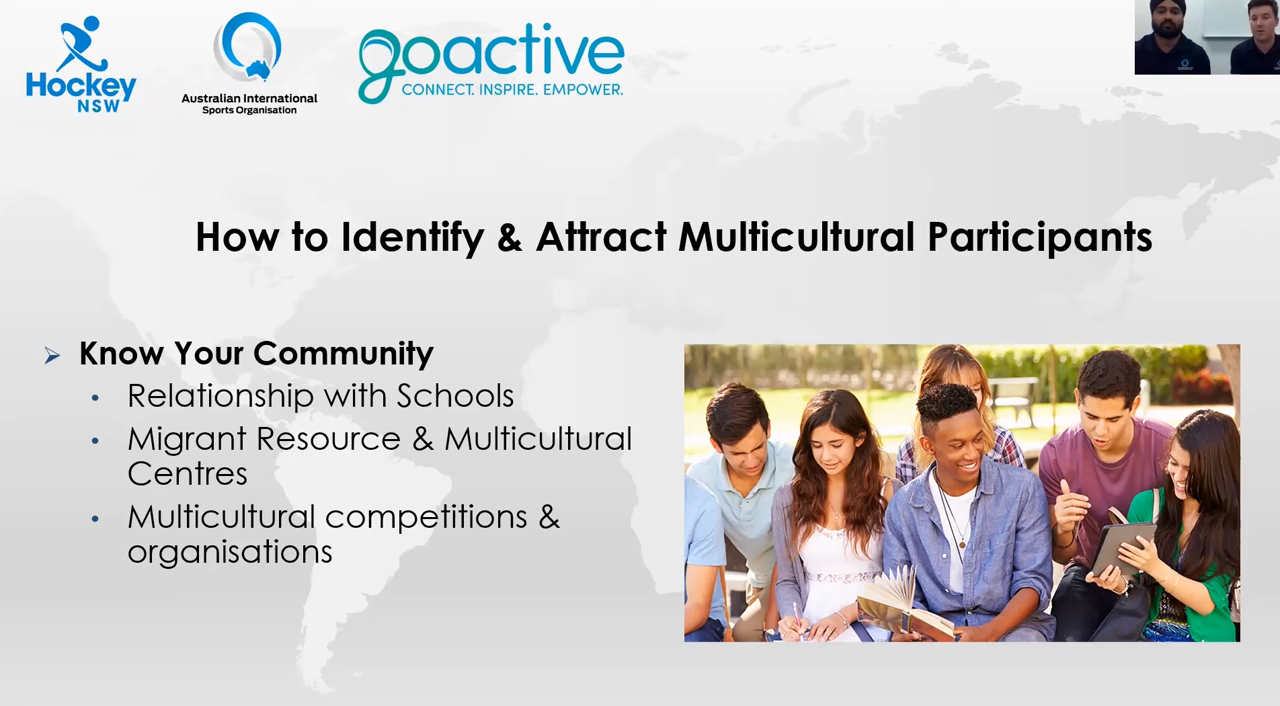 Hockey
NSW
Australian International
Sports Organisation
goactive
CONNECT. INSPIRE. EMPOWER.
How to Identify & Attract Multicultural Participants
Know Your Community
Relationship with Schools
Migrant Resource & Multicultural
Centres
Multicultural competitions &
organisations